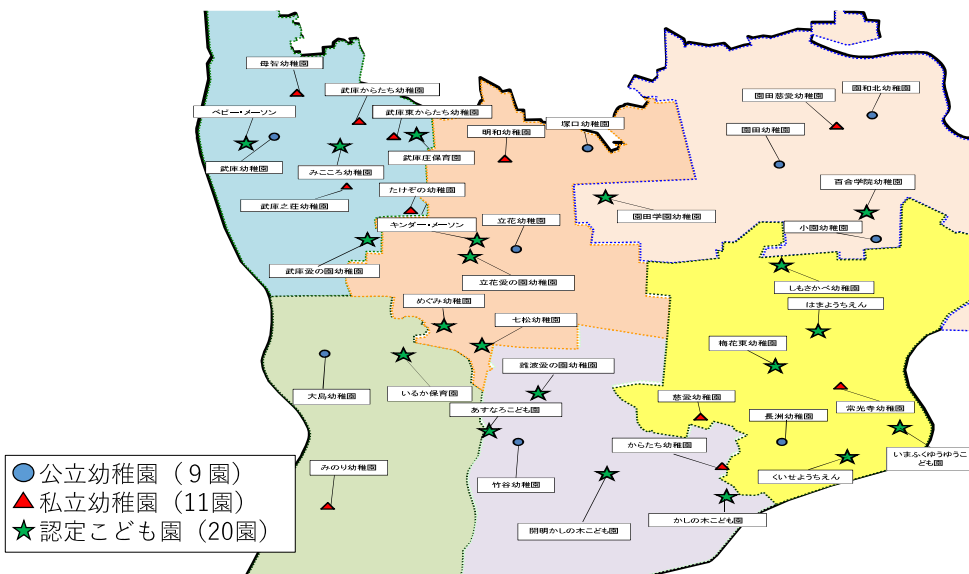 母智幼稚園
武庫からたち幼稚園
ベビー・メーソン
武庫東からたち幼稚園
武庫幼稚園
みこころ幼稚園
武庫庄保育園
武庫之荘幼稚園
たけぞの幼稚園
キンダー・メーソン
武庫愛の園幼稚園
明和幼稚園
塚口幼稚園
立花幼稚園
立花愛の園幼稚園
めぐみ幼稚園
七松幼稚園
園田慈愛幼稚園
園和北幼稚園
園田幼稚園
百合学院幼稚園
園田学園幼稚園
小園幼稚園
しもさかべ幼稚園
はまようちえん
梅花東幼稚園
慈愛幼稚園
長洲幼稚園
常光寺幼稚園
いまふくゆうゆうこ
ども園
くいせようちえん
大島幼稚園
いるか保育園
難波愛の園幼稚園
あすなろこども園
みのり幼稚園
竹谷幼稚園
からたち幼稚園
開明かしの木こども園
かしの木こども園
公立幼稚園（９園）
私立幼稚園（11園）
認定こども園（20園）